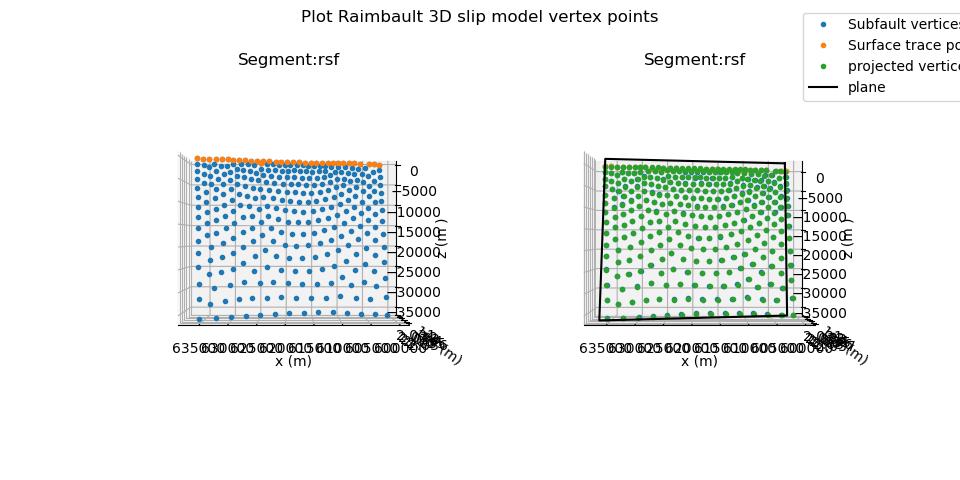 Plot Raimbault 3D slip model vertex points
Segment:rsf
0
−5000
−10000
−15000
−20000
−25000
−30000
−35000
z (m )
x (m)
(m)
Segment:rsf
0
−5000
−10000
−15000
−20000
−25000
−30000
−35000
z (m )
x (m)
(m)
Subfault vertices
Surface trace po
projected vertice
plane